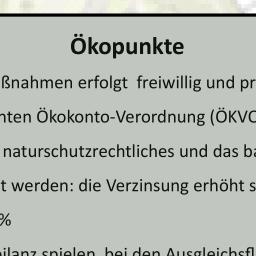 Ökopunkte
ßnahmen erfolgt freiwillig und pr
nten Ökokonto-Verordnung (ÖKVO
naturschutzrechtliches und das ba
t werden: die Verzinsung erhöht s
%
ilanz spielen bei den Ausgleichsfl